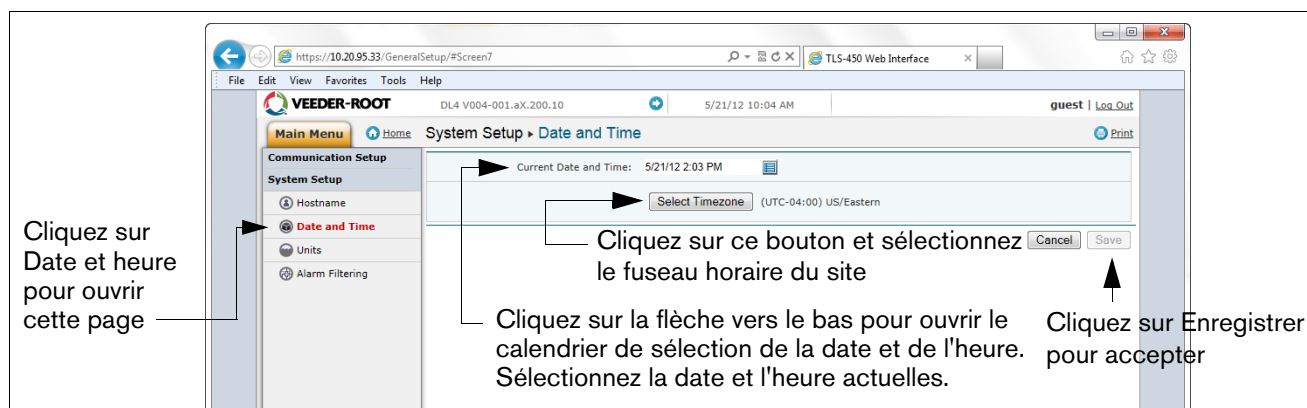 https://10.20.95.33/GeneralSetup/#Screen7
TLS-450 Web Interface
File Edit View Favorites Tools Help
VEEDER-ROOT DL4 V004-001.aX.200.10 5/21/12 10:04 AM guest | Log Out
Main Menu Home System Setup ▸ Date and Time Print
Communication Setup
System Setup
Hostname
Date and Time
Units
Alarm Filtering
Current Date and Time: 5/21/12 2:03 PM
Select Timezone (UTC-04:00) US/Eastern
Cancel Save
Cliquez sur
Date et heure
pour ouvrir
cette page
Cliquez sur ce bouton et sélectionnez
le fuseau horaire du site
Cliquez sur la flèche vers le bas pour ouvrir le
calendrier de sélection de la date et de l'heure.
Sélectionnez la date et l'heure actuelles.
Cliquez sur Enregistrer
pour accepter